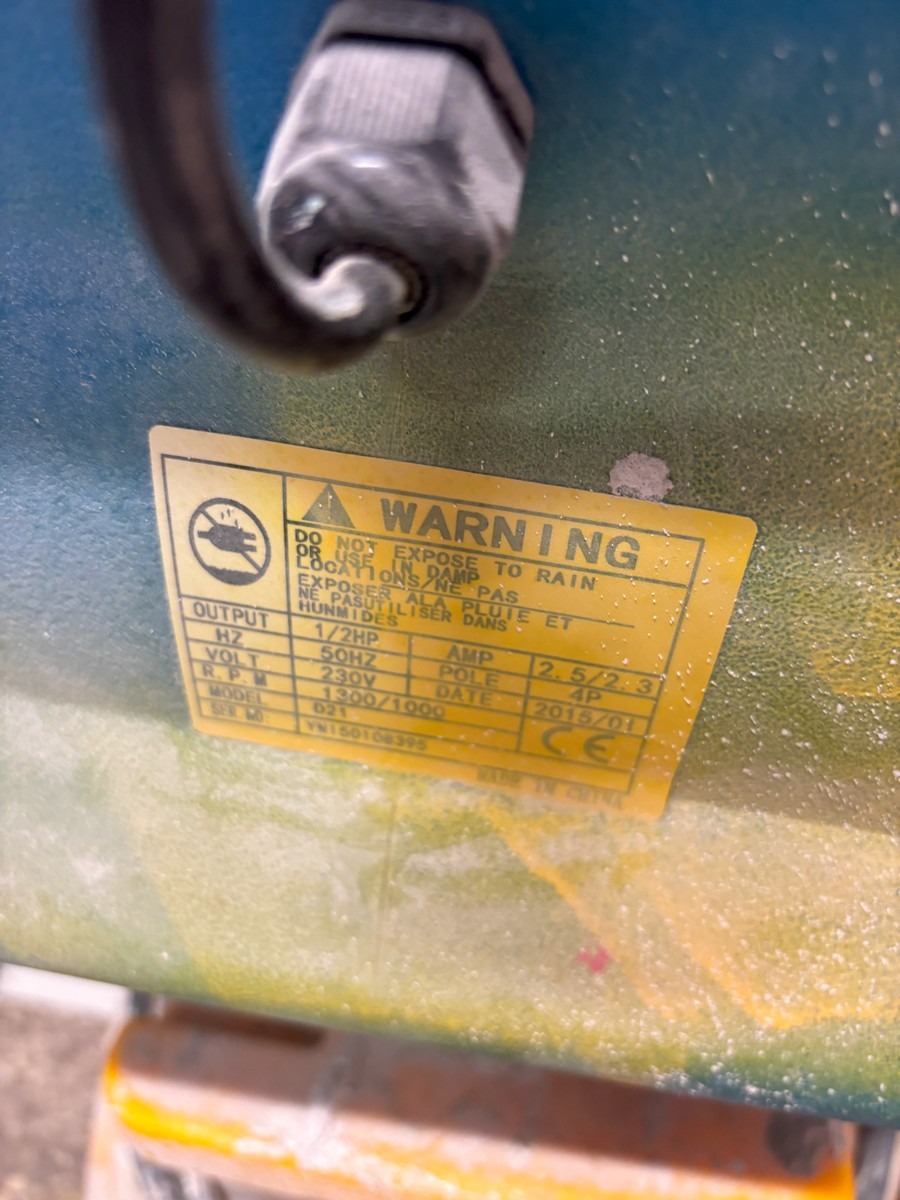 WARNING
DO NOT EXPOSE TO RAIN
OR USE IN DAMP
LOCATIONS/NE PAS
EXPOSER ALA PLUIE ET
NE PASUTILISER DANS
HUNMIDES
OUTPUT 1/2HP AMP 2.5/2.3
HZ 50HZ POLE 4P
VOLT 230V DATE 2015/01
R.P.M 1300/1000 CE
MODEL D21
SER.NO: YN150108395
MADE IN CHINA